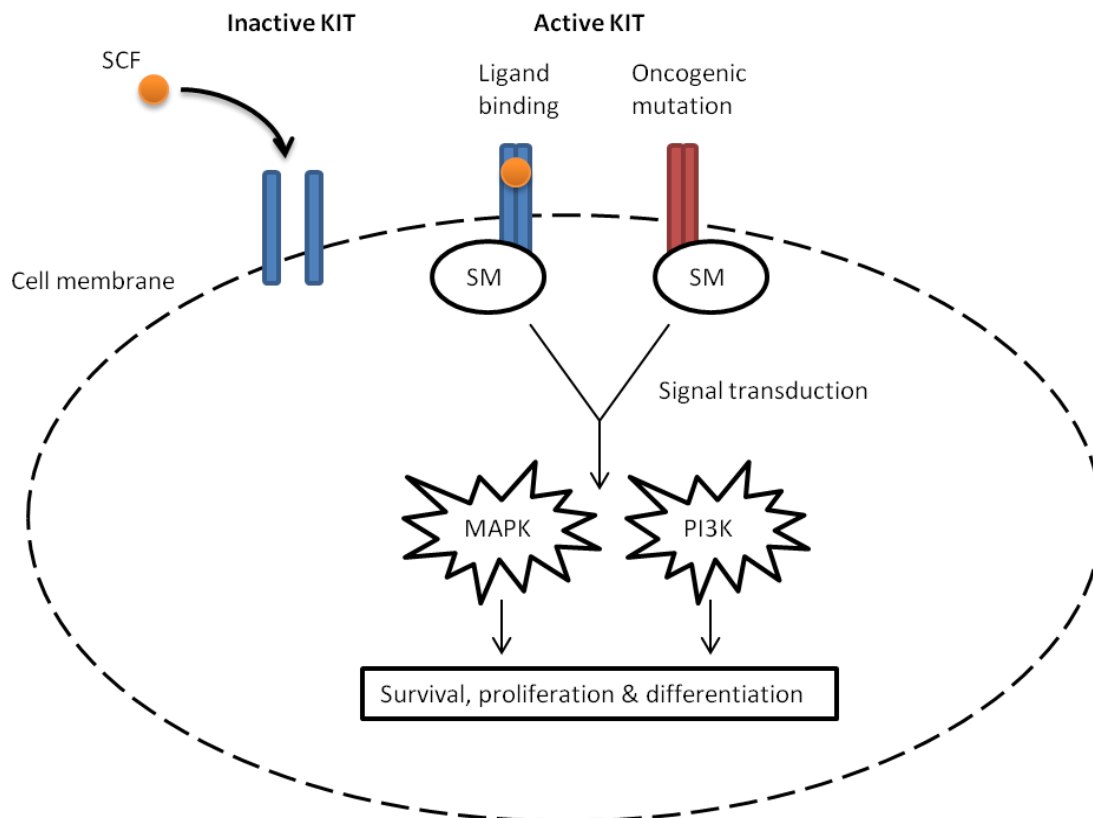 Inactive KIT
Active KIT
SCF
Ligand
binding
Oncogenic
mutation
Cell membrane
SM
SM
Signal transduction
MAPK
PI3K
Survival, proliferation & differentiation